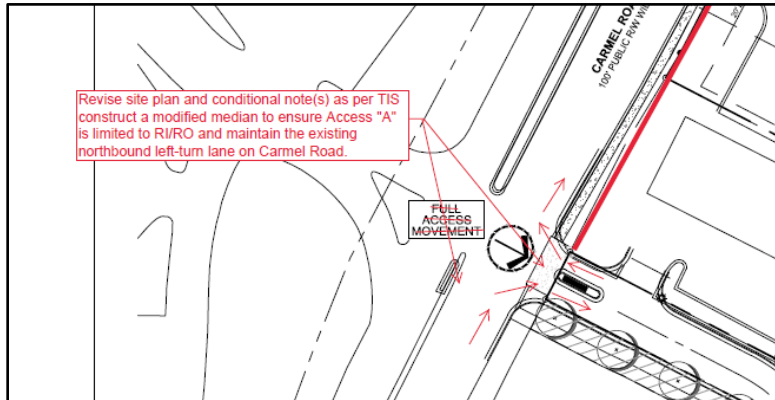 CARMEL ROA
100' PUBLIC R/W WI
20'
Revise site plan and conditional note(s) as per TIS
construct a modified median to ensure Access "A"
is limited to RI/RO and maintain the existing
northbound left-turn lane on Carmel Road.
FULL
ACCESS
MOVEMENT